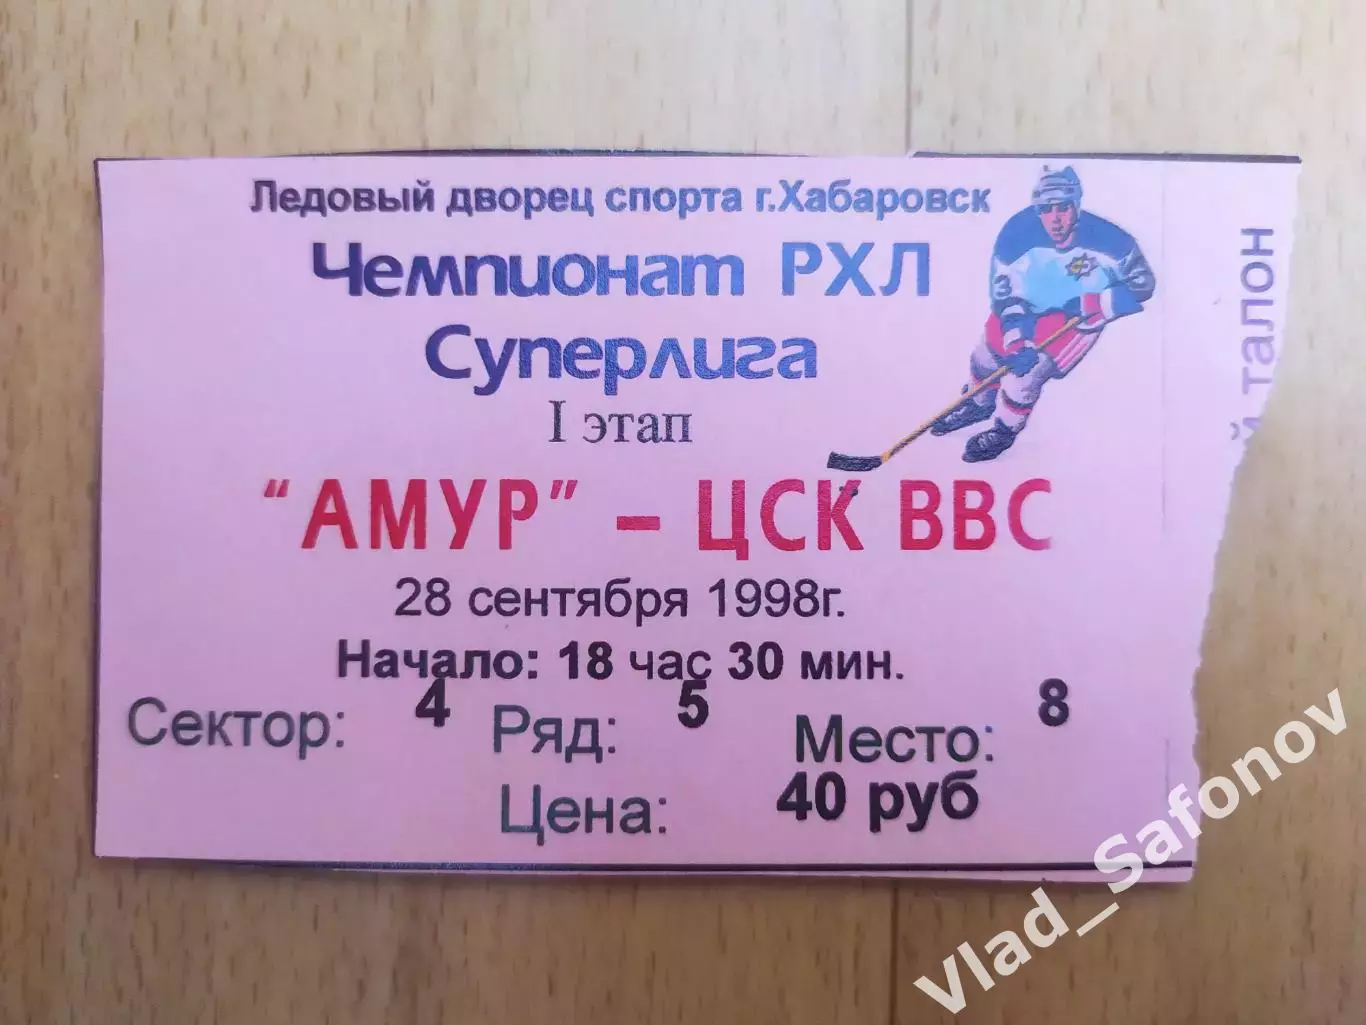 Ледовый дворец спорта г.Хабаровск
Чемпионат РХЛ
Суперлига
I этап
"АМУР" – ЦСК ВВС
28 сентября 1998г.
Начало: 18 час 30 мин.
Сектор: 4 Ряд: 5 Место: 8
Цена: 40 руб
талон
3
Vlad_Safonov